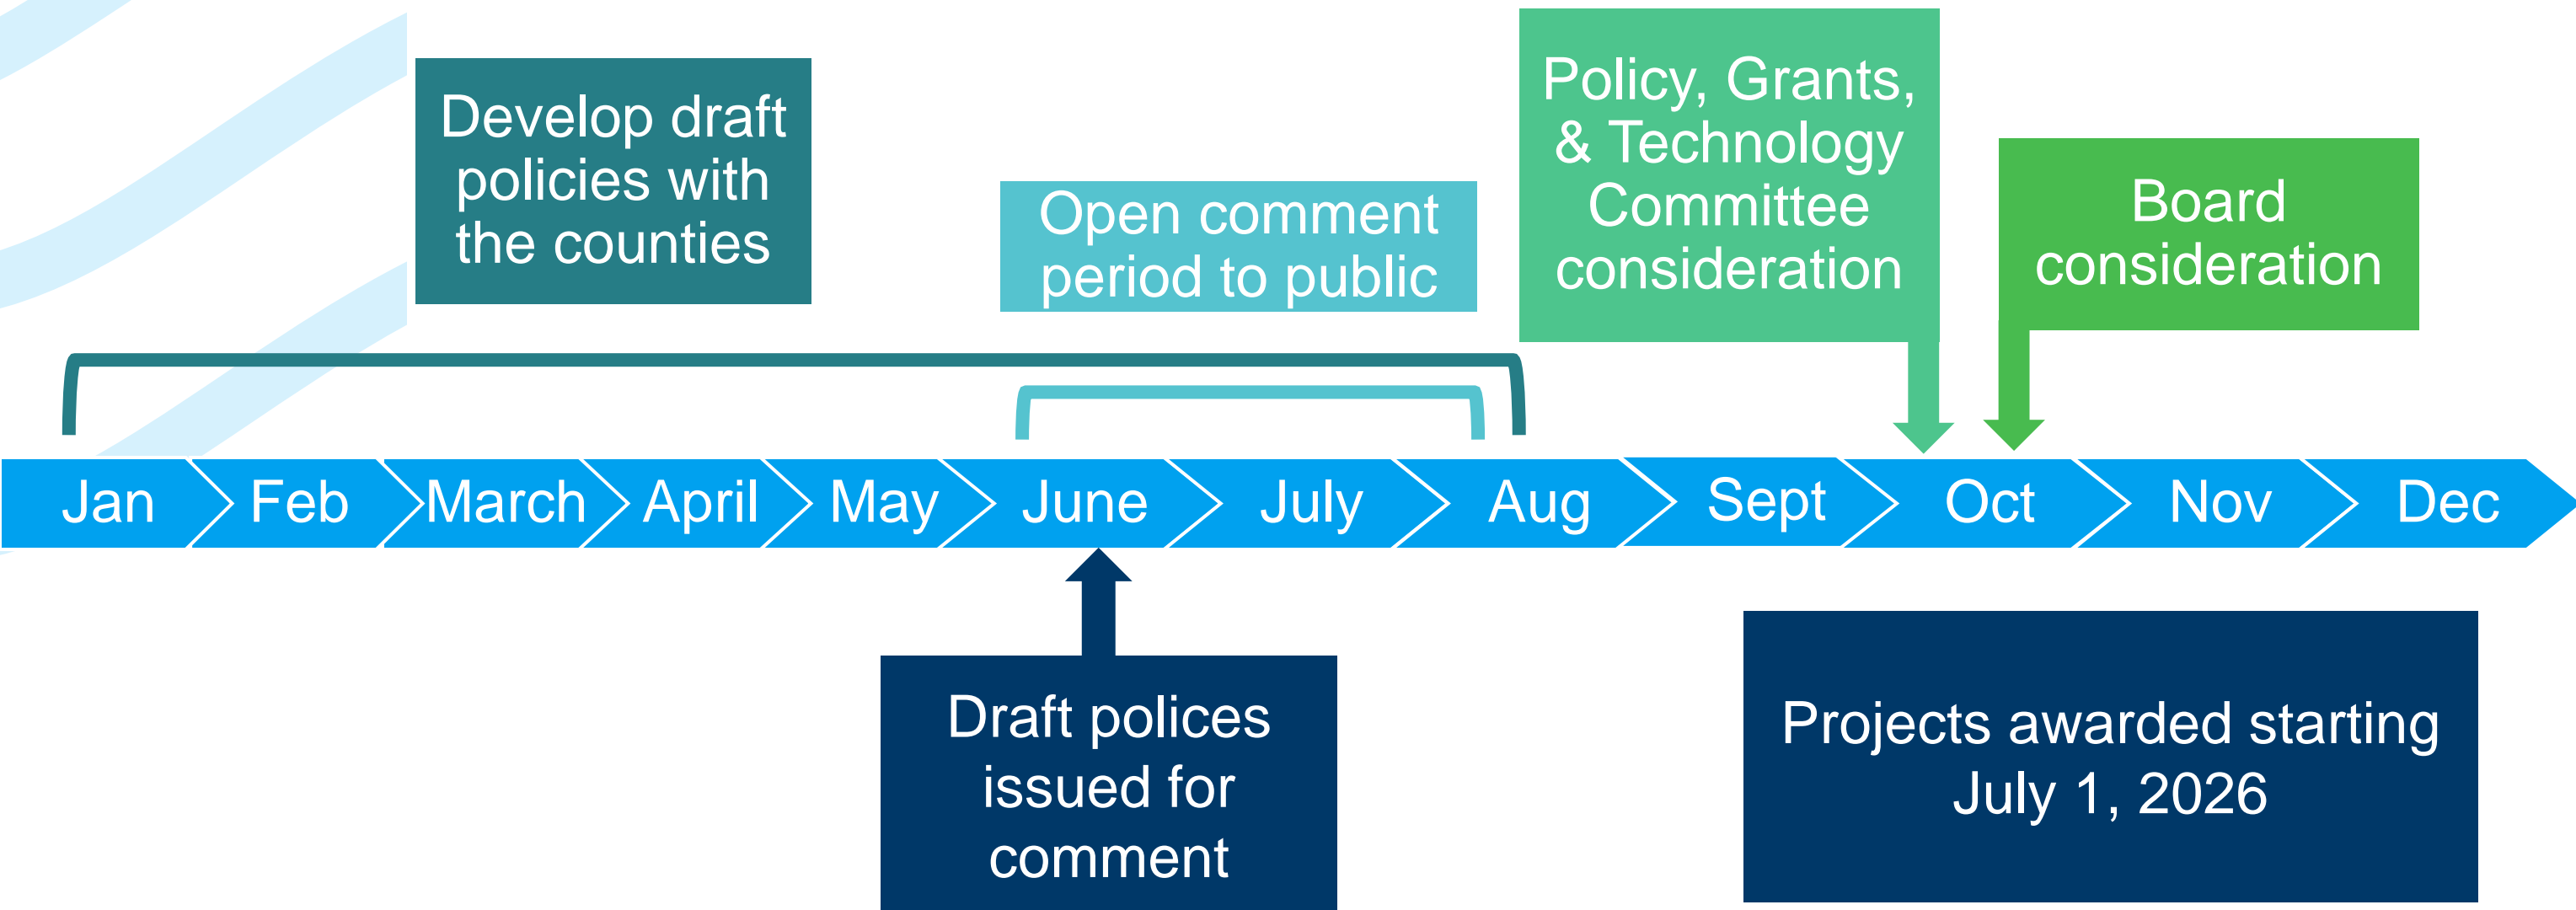 Develop draft
policies with
the counties
Open comment
period to public
Policy, Grants,
& Technology
Committee
consideration
Board
consideration
Jan
Feb
March
April
May
June
July
Aug
Sept
Oct
Nov
Dec
Draft polices
issued for
comment
Projects awarded starting
July 1, 2026